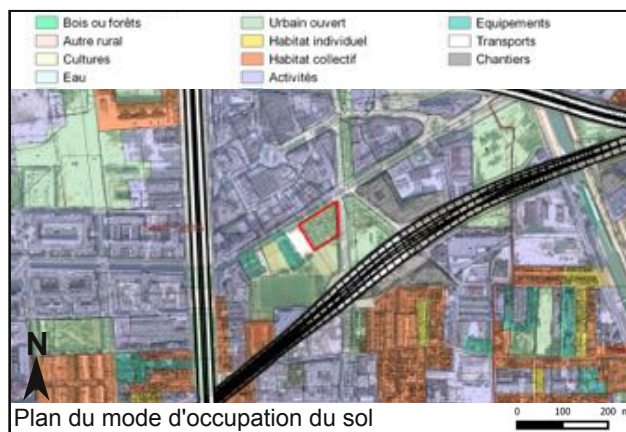 Bois ou forêts
Autre rural
Cultures
Eau
Urbain ouvert
Habitat individuel
Habitat collectif
Activités
Equipements
Transports
Chantiers
N
Plan du mode d'occupation du sol
0 100 200 m